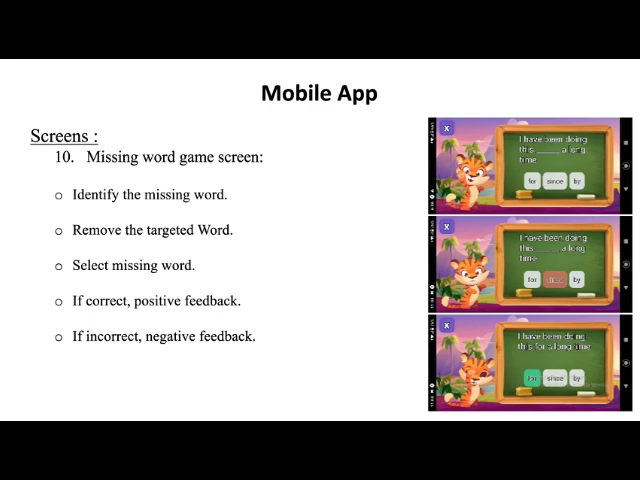 Mobile App
Screens :
10. Missing word game screen:
o Identify the missing word.
o Remove the targeted Word.
o Select missing word.
o If correct, positive feedback.
o If incorrect, negative feedback.
X
I have been doing
this _____ a long
time
for since by
X
I have been doing
this _____ a long
time
for since by
X
I have been doing
this for a long time
for since by